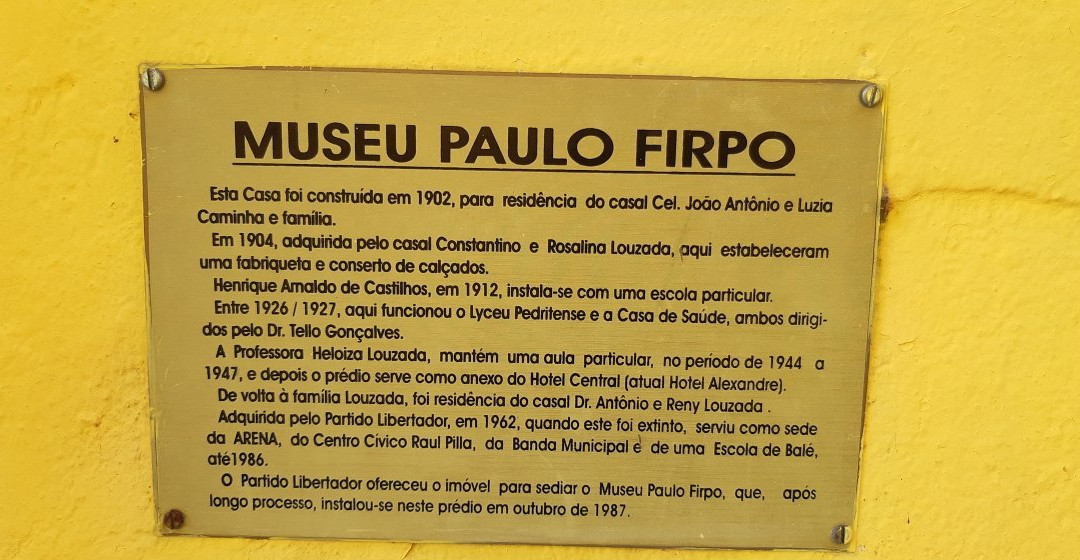 MUSEU PAULO FIRPO
Esta Casa foi construída em 1902, para residência do casal Cel. João Antônio e Luzia
Caminha e família.
Em 1904, adquirida pelo casal Constantino e Rosalina Louzada, aqui estabeleceram
uma fabriqueta e conserto de calçados.
Henrique Arnaldo de Castilhos, em 1912, instala-se com uma escola particular.
Entre 1926 / 1927, aqui funcionou o Lyceu Pedritense e a Casa de Saúde, ambos dirigi-
dos pelo Dr. Tello Gonçalves.
A Professora Heloiza Louzada, mantém uma aula particular, no período de 1944 a
1947, e depois o prédio serve como anexo do Hotel Central (atual Hotel Alexandre).
De volta à família Louzada, foi residência do casal Dr. Antônio e Reny Louzada .
Adquirida pelo Partido Libertador, em 1962, quando este foi extinto, serviu como sede
da ARENA, do Centro Cívico Raul Pilla, da Banda Municipal e de uma Escola de Balé,
até1986.
O Partido Libertador ofereceu o imóvel para sediar o Museu Paulo Firpo, que, após
longo processo, instalou-se neste prédio em outubro de 1987.